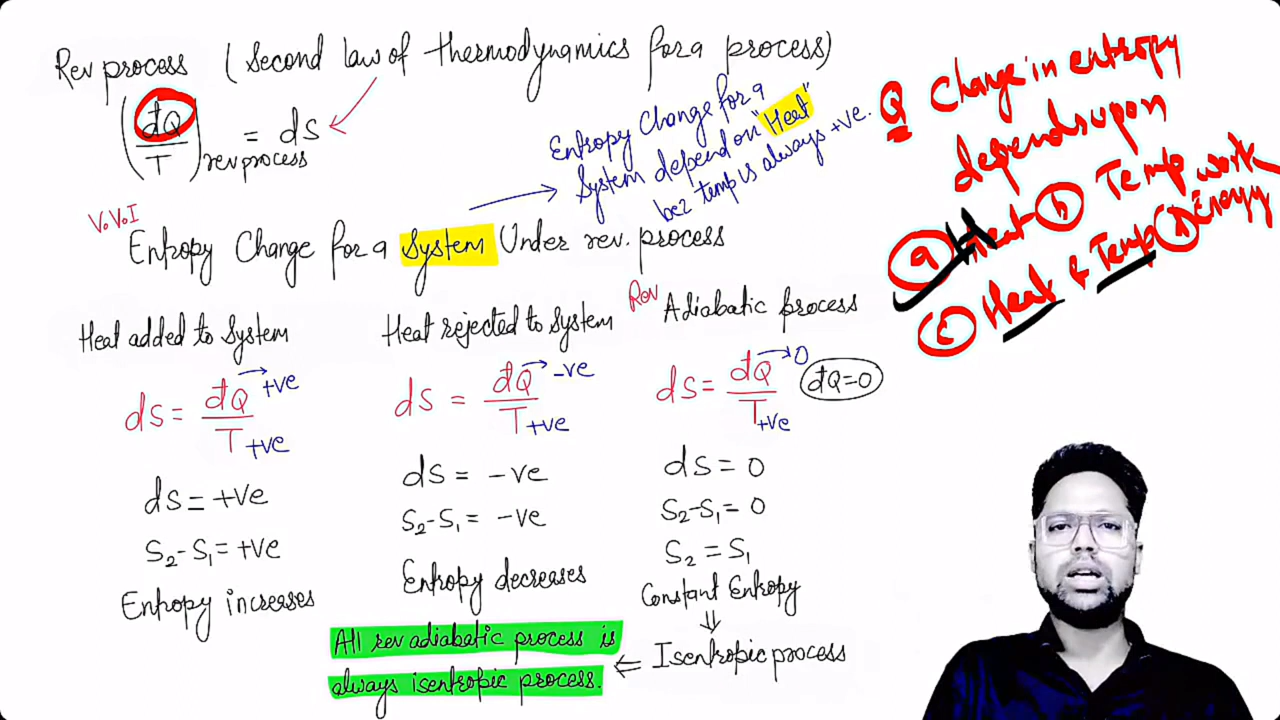 Rev process (Second law of thermodynamics for a process)
(đQ/T) rev process = dS
Entropy Change for a
System depend on "Heat"
bcz temp is always +ve.
V.V.I
Entropy Change for a System Under rev. process
Heat added to System
dS = đQ/T
+ve
+ve
dS = +ve
S₂-S₁ = +ve
Entropy increases
Heat rejected to System
dS = đQ/T
-ve
+ve
dS = -ve
S₂-S₁ = -ve
Entropy decreases
Rev Adiabatic process
dS = đQ/T
0
+ve
đQ=0
dS = 0
S₂-S₁ = 0
S₂ = S₁
Constant Entropy
⇓
Isentropic process
⇐
All rev adiabatic process is
always isentropic process.
Q Change in entropy
depends upon
(a) Heat (b) Temp
(c) Heat & Temp
work
Energy